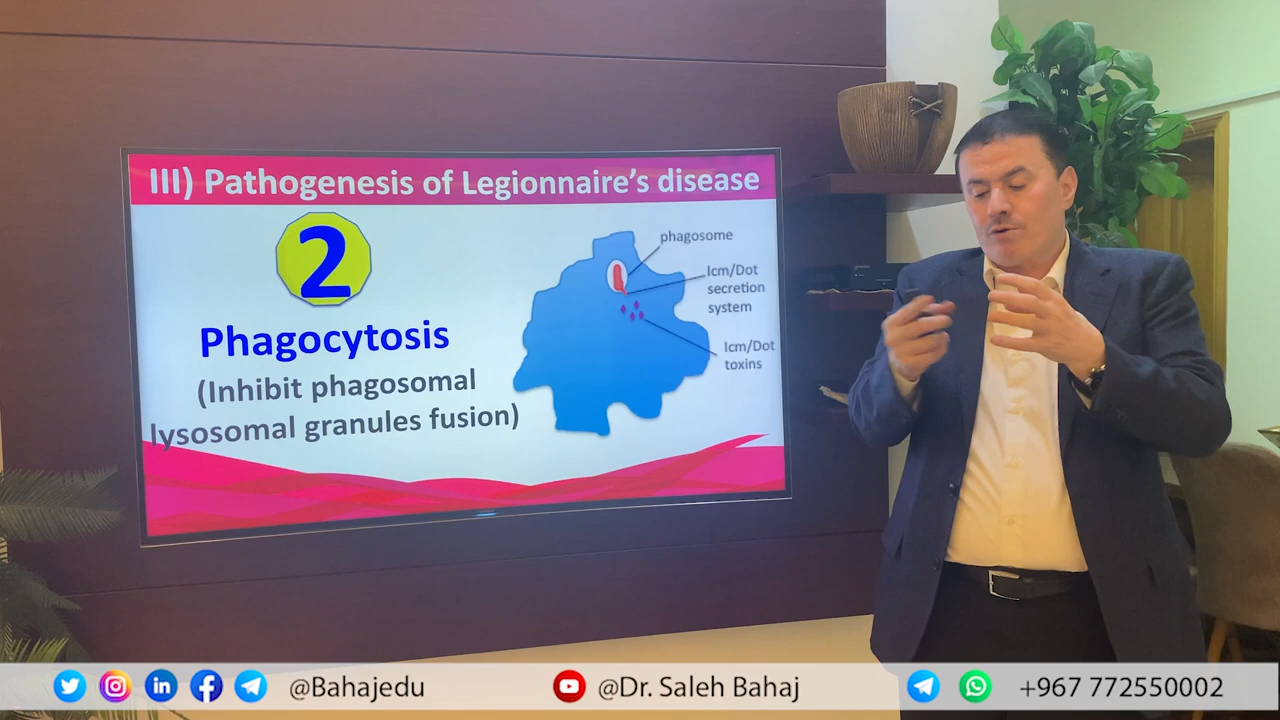 III) Pathogenesis of Legionnaire's disease
2
Phagocytosis
(Inhibit phagosomal
lysosomal granules fusion)
phagosome
Icm/Dot
secretion
system
Icm/Dot
toxins
@Bahajedu
@Dr. Saleh Bahaj
+967 772550002